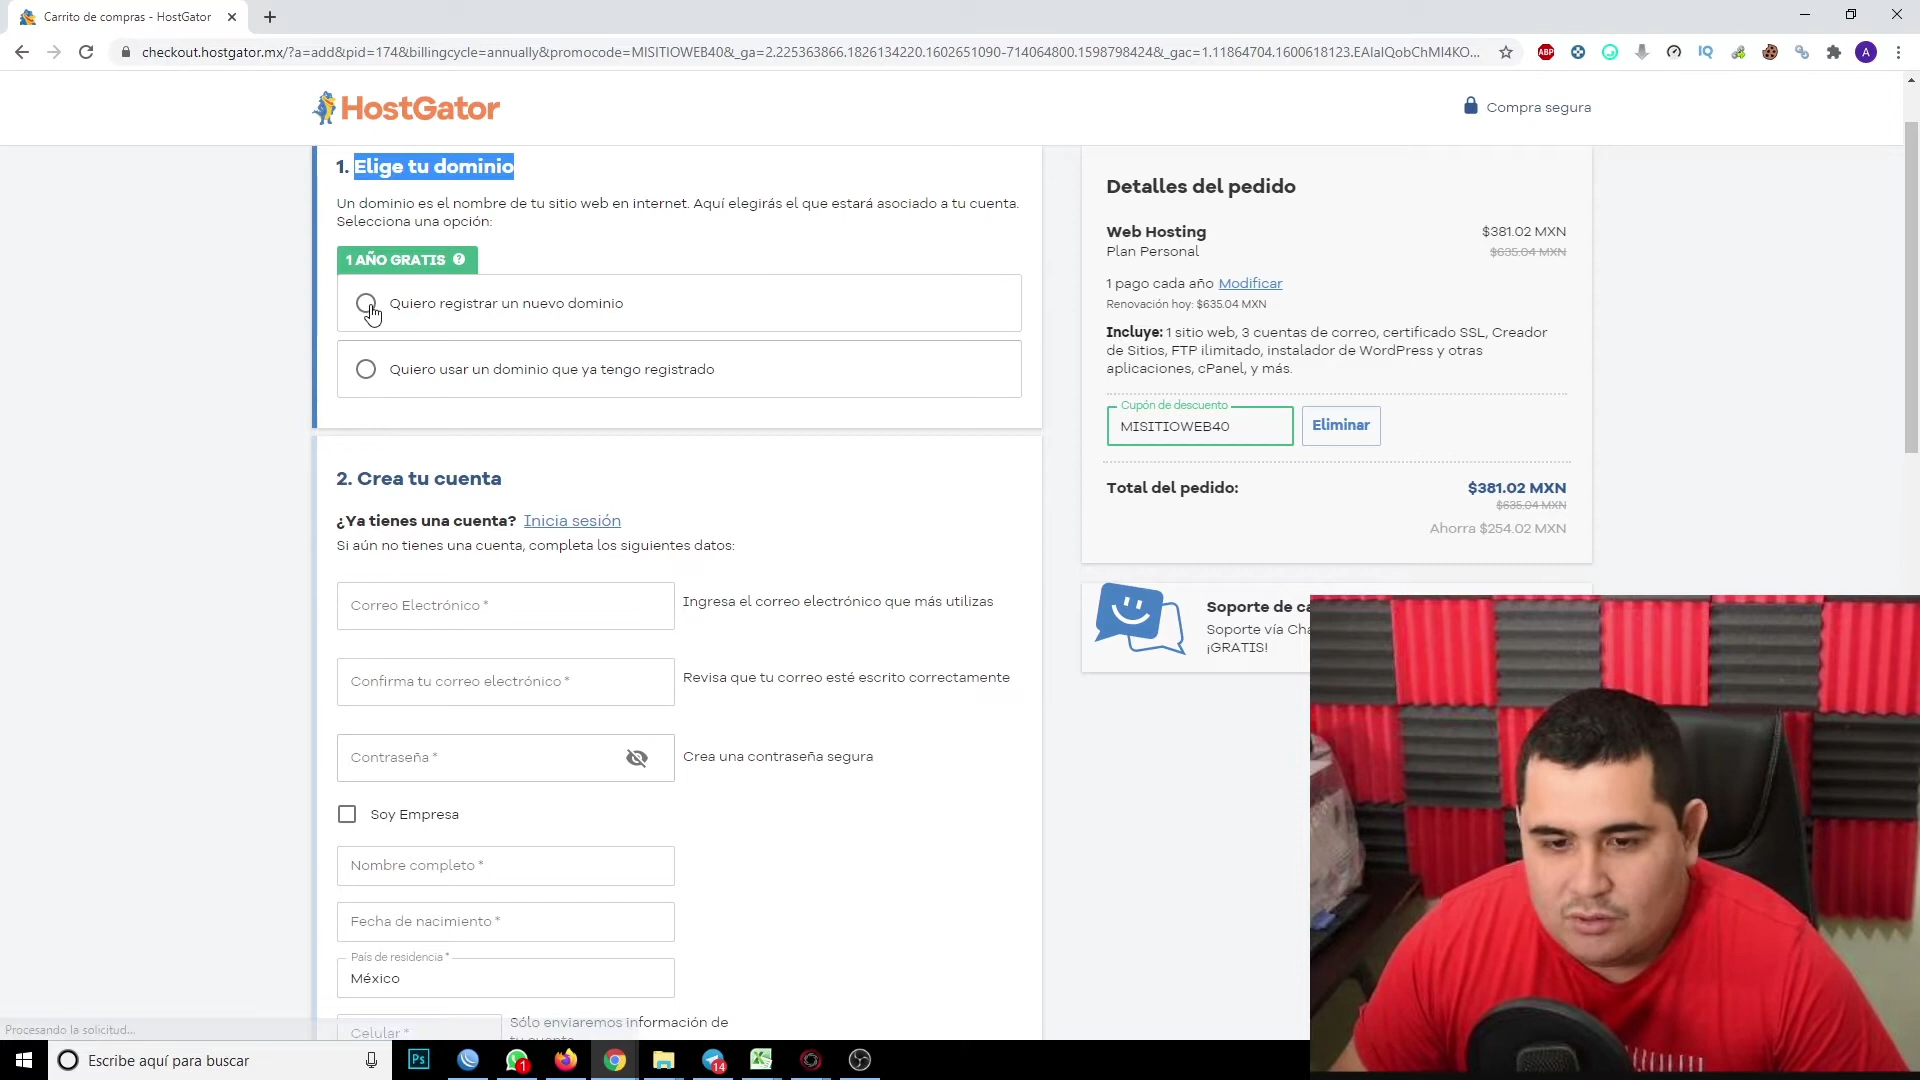 Carrito de compras - HostGator
checkout.hostgator.mx/?a=add&pid=174&billingcycle=annually&promocode=MISITIOWEB40&_ga=2.225363866.1826134220.1602651090-714064800.1598798424&_gac=1.11864704.1600618123.EAIaIQobChMI4KO...
ABP
IQ
A
HostGator
Compra segura
1. Elige tu dominio
Un dominio es el nombre de tu sitio web en internet. Aquí elegirás el que estará asociado a tu cuenta.
Selecciona una opción:
1 AÑO GRATIS ?
Quiero registrar un nuevo dominio
Quiero usar un dominio que ya tengo registrado
2. Crea tu cuenta
¿Ya tienes una cuenta? Inicia sesión
Si aún no tienes una cuenta, completa los siguientes datos:
Correo Electrónico *
Ingresa el correo electrónico que más utilizas
Confirma tu correo electrónico *
Revisa que tu correo esté escrito correctamente
Contraseña *
Crea una contraseña segura
Soy Empresa
Nombre completo *
Fecha de nacimiento *
País de residencia *
México
Celular *
Sólo enviaremos información de
tu cuenta
Detalles del pedido
Web Hosting $381.02 MXN
Plan Personal $635.04 MXN
1 pago cada año Modificar
Renovación hoy: $635.04 MXN
Incluye: 1 sitio web, 3 cuentas de correo, certificado SSL, Creador
de Sitios, FTP ilimitado, instalador de WordPress y otras
aplicaciones, cPanel, y más.
Cupón de descuento
MISITIOWEB40
Eliminar
Total del pedido: $381.02 MXN
$635.04 MXN
Ahorra $254.02 MXN
Soporte de ca
Soporte vía Cha
¡GRATIS!
Procesando la solicitud...
Escribe aquí para buscar
Ps
1
14